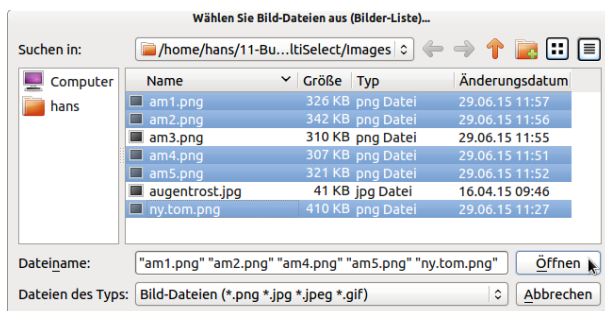 Wählen Sie Bild-Dateien aus (Bilder-Liste)...
Suchen in: /home/hans/11-Bu...ltiSelect/Images
Computer
hans
Name Größe Typ Änderungsdatum
am1.png 326 KB png Datei 29.06.15 11:57
am2.png 342 KB png Datei 29.06.15 11:56
am3.png 310 KB png Datei 29.06.15 11:55
am4.png 307 KB png Datei 29.06.15 11:51
am5.png 321 KB png Datei 29.06.15 11:52
augentrost.jpg 41 KB jpg Datei 16.04.15 09:46
ny.tom.png 410 KB png Datei 29.06.15 11:27
Dateiname: "am1.png" "am2.png" "am4.png" "am5.png" "ny.tom.png" Öffnen
Dateien des Typs: Bild-Dateien (*.png *.jpg *.jpeg *.gif) Abbrechen